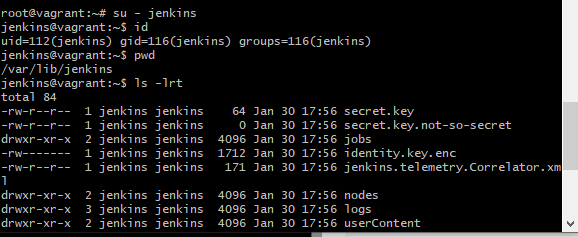 root@vagrant:~# su - jenkins
jenkins@vagrant:~$ id
uid=112(jenkins) gid=116(jenkins) groups=116(jenkins)
jenkins@vagrant:~$ pwd
/var/lib/jenkins
jenkins@vagrant:~$ ls -lrt
total 84
-rw-r--r--  1 jenkins jenkins   64 Jan 30 17:56 secret.key
-rw-r--r--  1 jenkins jenkins    0 Jan 30 17:56 secret.key.not-so-secret
drwxr-xr-x  2 jenkins jenkins 4096 Jan 30 17:56 jobs
-rw-------  1 jenkins jenkins 1712 Jan 30 17:56 identity.key.enc
-rw-r--r--  1 jenkins jenkins  171 Jan 30 17:56 jenkins.telemetry.Correlator.xm
l
drwxr-xr-x  2 jenkins jenkins 4096 Jan 30 17:56 nodes
drwxr-xr-x  3 jenkins jenkins 4096 Jan 30 17:56 logs
drwxr-xr-x  2 jenkins jenkins 4096 Jan 30 17:56 userContent